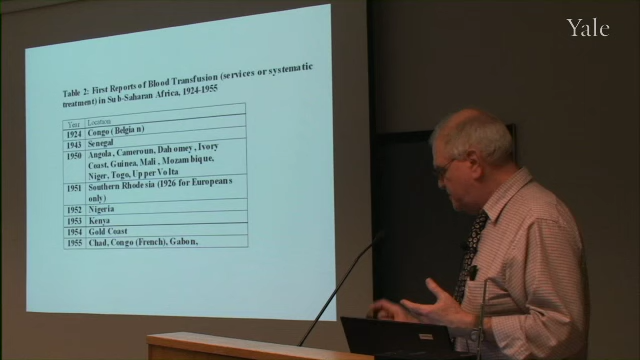 Yale
Table 2: First Reports of Blood Transfusion (services or systematic
treatment) in Sub-Saharan Africa, 1924-1955
Year Location
1924 Congo (Belgian)
1943 Senegal
1950 Angola, Cameroun, Dahomey, Ivory
Coast, Guinea, Mali, Mozambique,
Niger, Togo, Upper Volta
1951 Southern Rhodesia (1926 for Europeans
only)
1952 Nigeria
1953 Kenya
1954 Gold Coast
1955 Chad, Congo (French), Gabon,